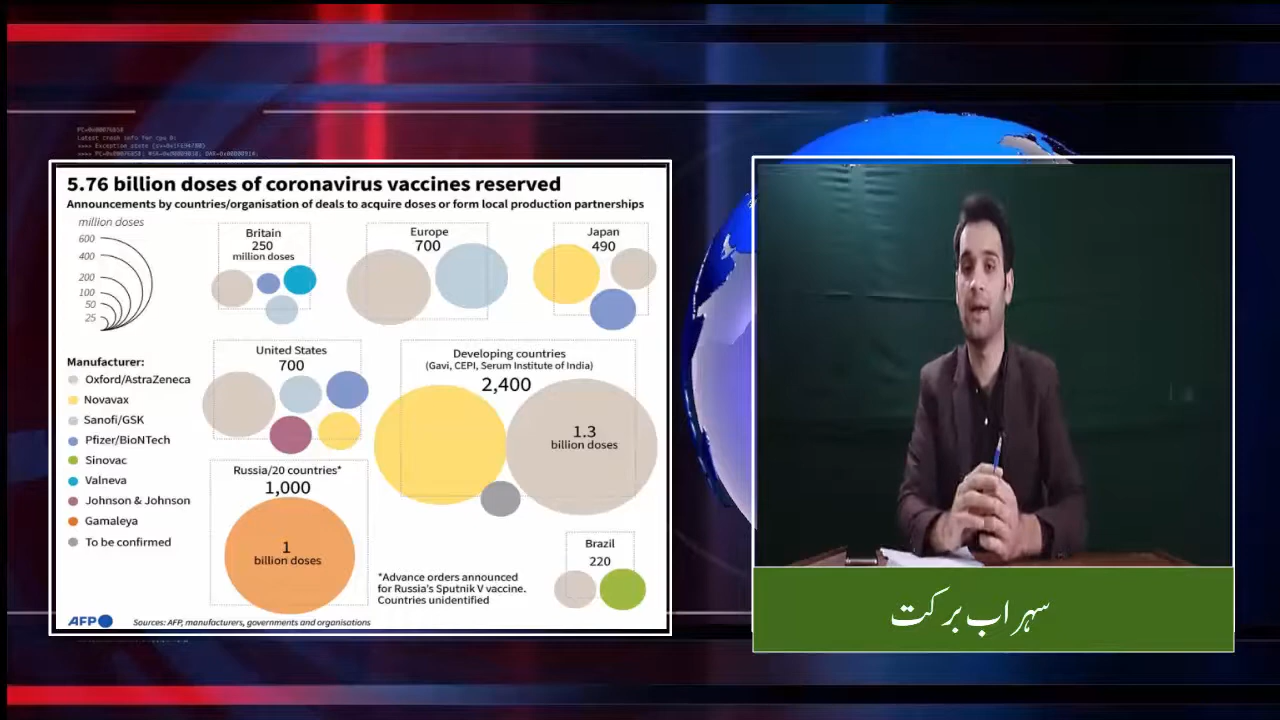 5.76 billion doses of coronavirus vaccines reserved
Announcements by countries/organisation of deals to acquire doses or form local production partnerships
million doses
600
400
200
100
50
25
Britain
250
million doses
Europe
700
Japan
490
Manufacturer:
Oxford/AstraZeneca
Novavax
Sanofi/GSK
Pfizer/BioNTech
Sinovac
Valneva
Johnson & Johnson
Gamaleya
To be confirmed
United States
700
Developing countries
(Gavi, CEPI, Serum Institute of India)
2,400
1.3
billion doses
Russia/20 countries*
1,000
1
billion doses
*Advance orders announced
for Russia's Sputnik V vaccine.
Countries unidentified
Brazil
220
AFP
Sources: AFP, manufacturers, governments and organisations
سہراب برکت